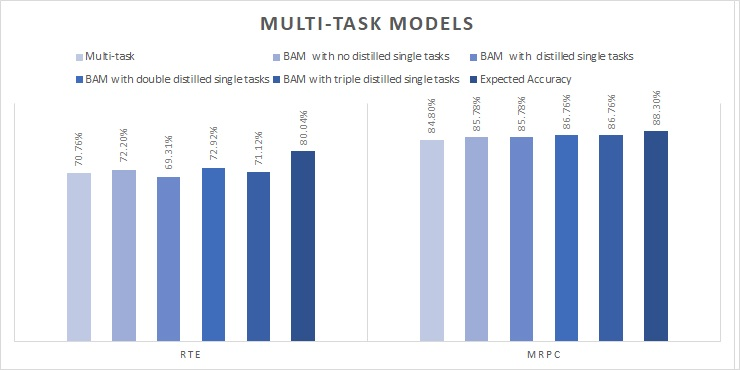 MULTI-TASK MODELS
Multi-task
BAM with no distilled single tasks
BAM with distilled single tasks
BAM with double distilled single tasks
BAM with triple distilled single tasks
Expected Accuracy
70.76%
72.20%
69.31%
72.92%
71.12%
80.04%
84.80%
85.78%
85.78%
86.76%
86.76%
88.30%
RTE
MRPC